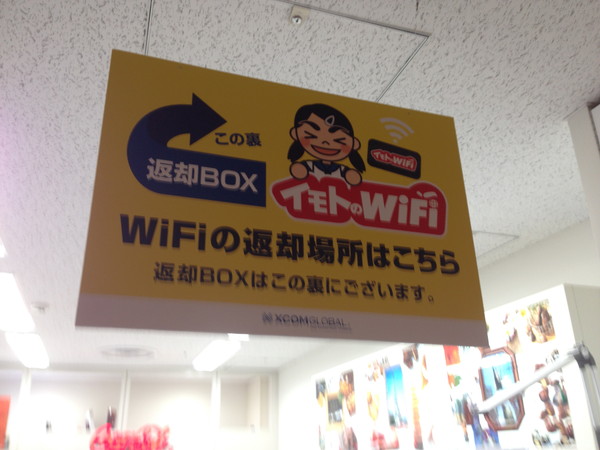 この裏
返却BOX
イモトWiFi
イモトのWiFi
WiFiの返却場所はこちら
返却BOXはこの裏にございます。
XCOMGLOBAL